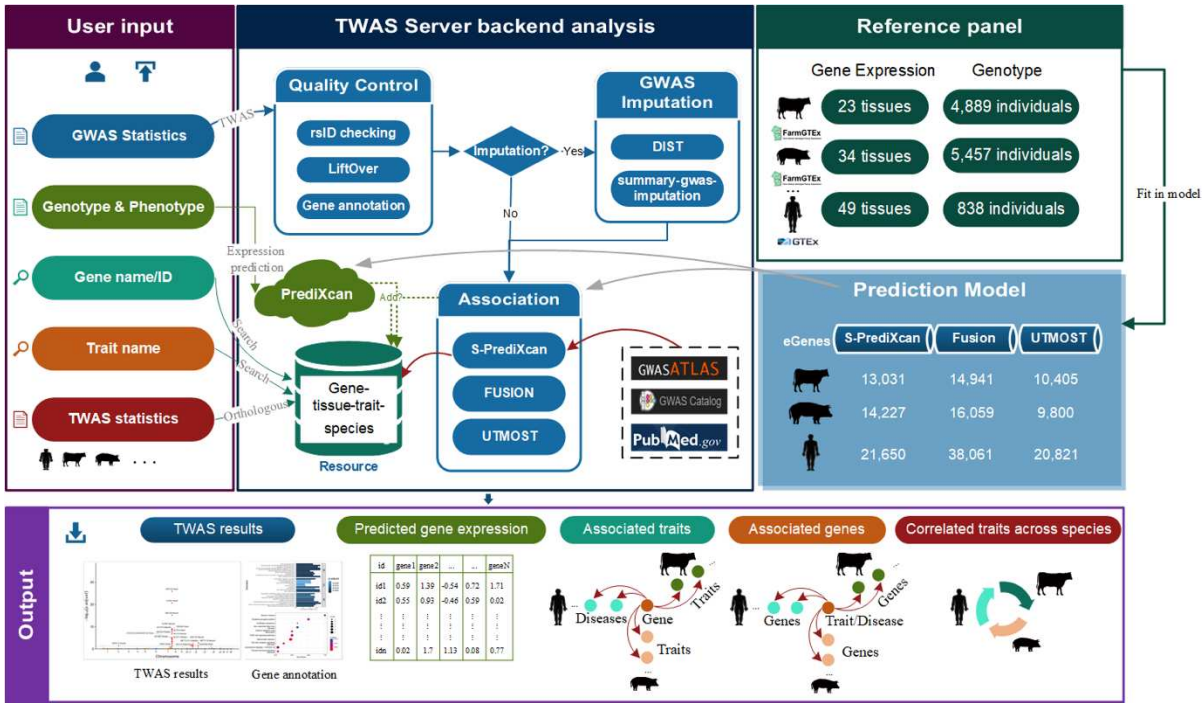 User input
GWAS Statistics
Genotype & Phenotype
Gene name/ID
Trait name
TWAS statistics
...
TWAS
Expression
prediction
Search
Search
Orthologous
TWAS Server backend analysis
Quality Control
rsID checking
LiftOver
Gene annotation
Imputation?
Yes
No
GWAS
Imputation
DIST
summary-gwas-
imputation
PrediXcan
Add?
Association
S-PrediXcan
FUSION
UTMOST
Gene-
tissue-trait-
species
Resource
GWASATLAS
GWAS Catalog
PubMed.gov
Reference panel
Gene Expression Genotype
23 tissues 4,889 individuals
FarmGTEx
34 tissues 5,457 individuals
FarmGTEx
...
49 tissues 838 individuals
GTEx
Fit in model
Prediction Model
eGenes S-PrediXcan Fusion UTMOST
13,031 14,941 10,405
14,227 16,059 9,800
21,650 38,061 20,821
Output
TWAS results
TWAS results
Gene annotation
Predicted gene expression
id gene1 gene2 ... ... geneN
id1 0.59 1.39 -0.54 0.72 1.71
id2 0.55 0.93 -0.46 0.59 0.02
idn 0.02 1.7 1.13 0.08 0.77
Associated traits
...
Traits
...
Diseases
Gene
Traits
...
Associated genes
...
Genes
...
Genes
Trait/Disease
Genes
...
Correlated traits across species